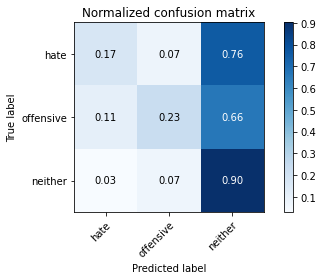 Normalized confusion matrix
True label
hate
0.17 0.07 0.76
offensive
0.11 0.23 0.66
neither
0.03 0.07 0.90
hate
offensive
neither
Predicted label
0.9
0.8
0.7
0.6
0.5
0.4
0.3
0.2
0.1